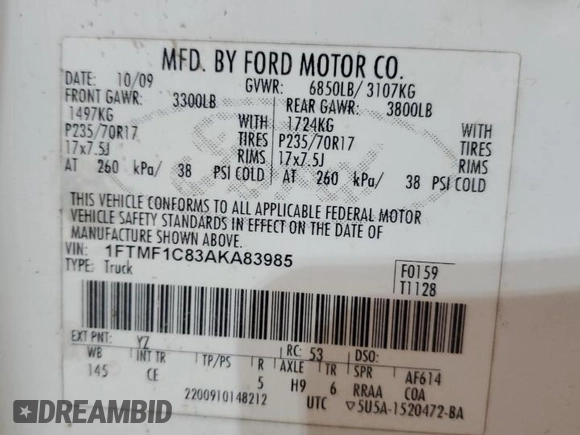 MFD. BY FORD MOTOR CO.
DATE: 10/09 GVWR: 6850LB/ 3107KG
FRONT GAWR: 3300LB REAR GAWR: 3800LB
1497KG WITH 1724KG WITH
P235/70R17 TIRES P235/70R17 TIRES
17x7.5J RIMS 17x7.5J RIMS
AT 260 kPa/ 38 PSI COLD AT 260 kPa/ 38 PSI COLD
THIS VEHICLE CONFORMS TO ALL APPLICABLE FEDERAL MOTOR
VEHICLE SAFETY STANDARDS IN EFFECT ON THE DATE OF
MANUFACTURE SHOWN ABOVE.
VIN: 1FTMF1C83AKA83985
TYPE: Truck
F0159
T1128
EXT PNT: YZ RC: 53 DSO:
WB INT TR TP/PS R AXLE TR SPR AF614
145 CE 5 H9 6 RRAA COA
2200910148212 UTC ▽5U5A-1520472-BA
DREAMBID